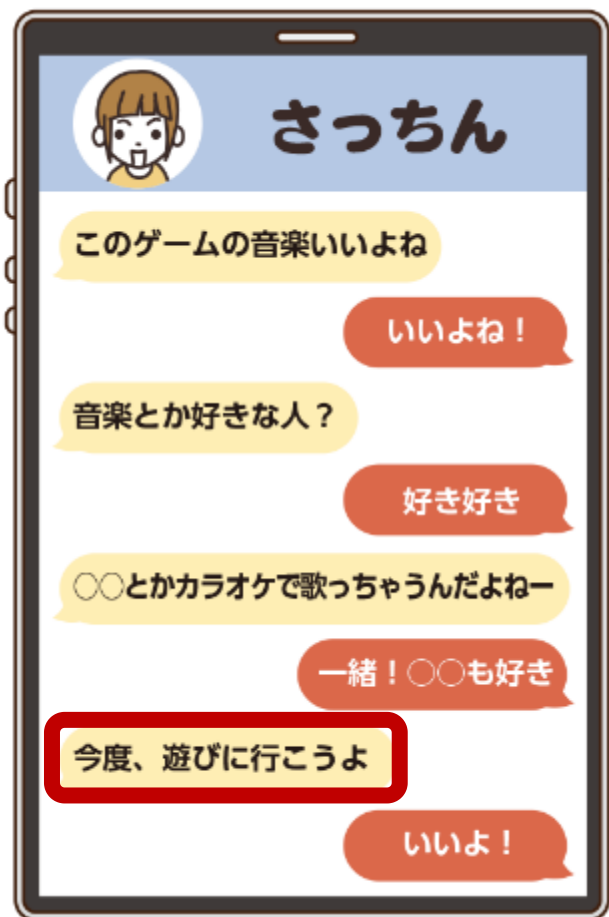 さっちん
このゲームの音楽いいよね
いいよね！
音楽とか好きな人？
好き好き
○○とかカラオケで歌っちゃうんだよねー
一緒！○○も好き
今度、遊びに行こうよ
いいよ！